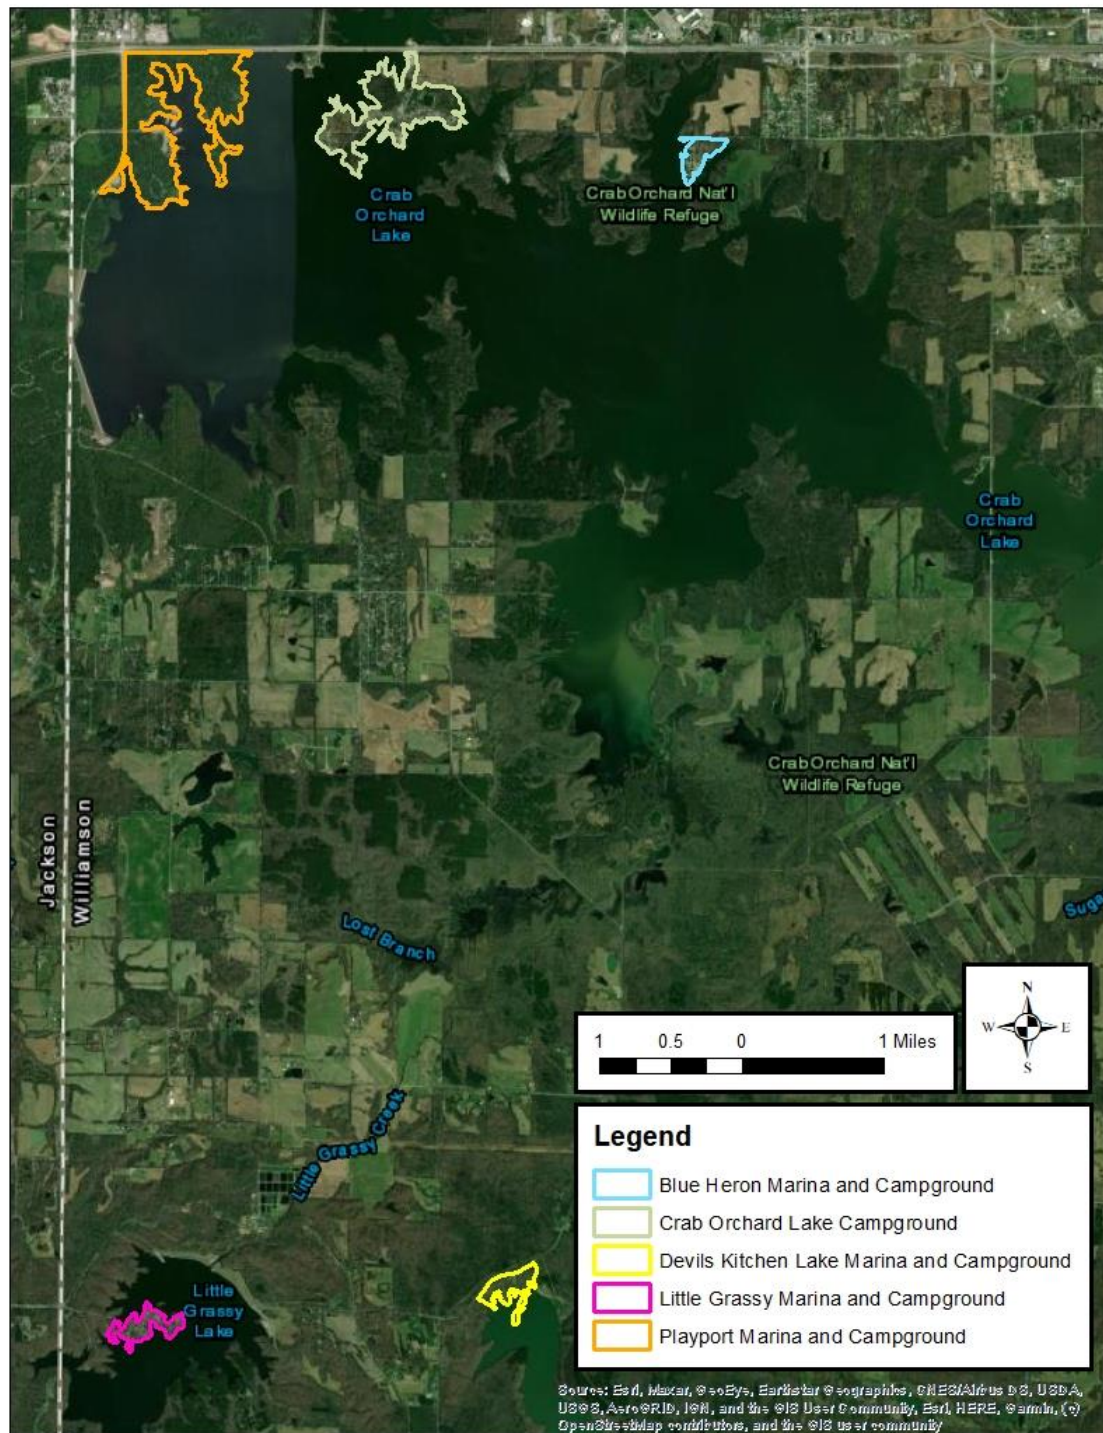 Crab
Orchard
Lake
Crab Orchard Nat'l
Wildlife Refuge
Crab
Orchard
Lake
Crab Orchard Nat'l
Wildlife Refuge
Jackson
Williamson
Lost Branch
Suga
N
W E
S
1 0.5 0 1 Miles
Little Grassy Creek
Legend
Blue Heron Marina and Campground
Crab Orchard Lake Campground
Devils Kitchen Lake Marina and Campground
Little Grassy Marina and Campground
Playport Marina and Campground
Little
Grassy
Lake
Source: Esri, Maxar, GeoEye, Earthstar Geographics, CNES/Airbus DS, USDA,
USGS, AeroGRID, IGN, and the GIS User Community, Esri, HERE, Garmin, (c)
OpenStreetMap contributors, and the GIS user community